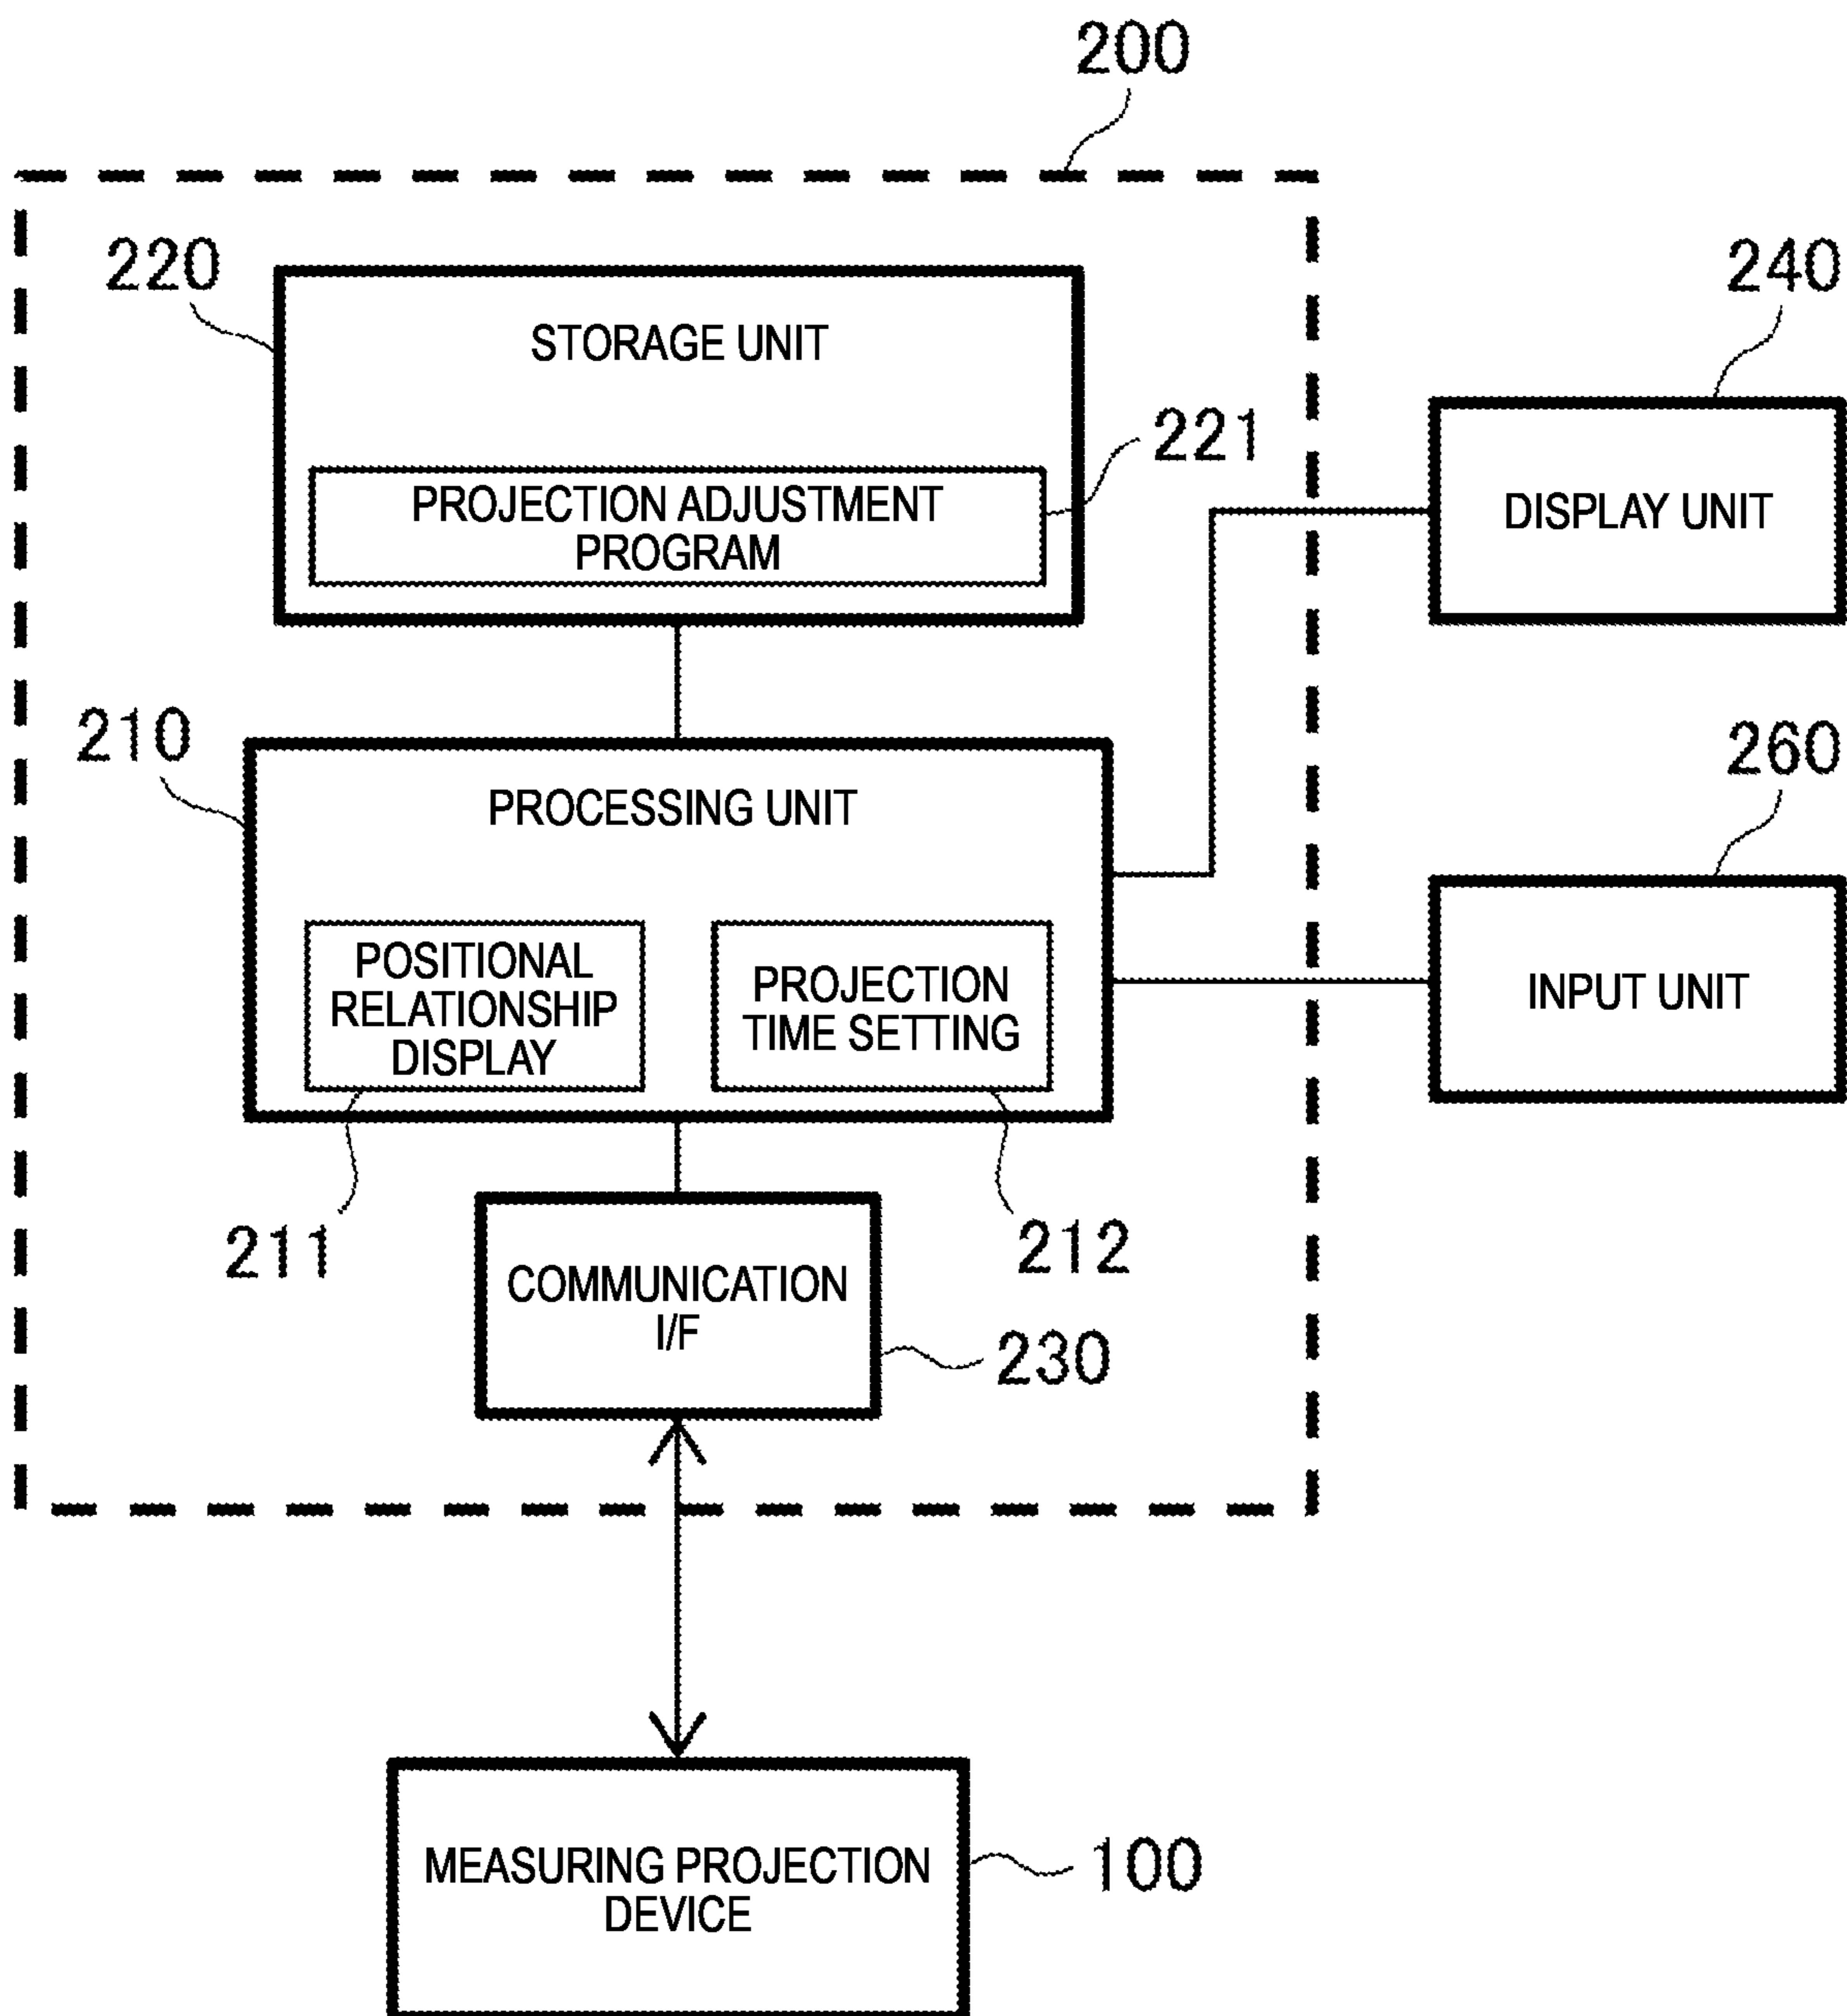 200
220
STORAGE UNIT
240
221
PROJECTION ADJUSTMENT
PROGRAM
DISPLAY UNIT
210
PROCESSING UNIT
260
POSITIONAL
RELATIONSHIP
DISPLAY
PROJECTION
TIME SETTING
INPUT UNIT
211
212
COMMUNICATION
I/F
230
MEASURING PROJECTION
DEVICE
100